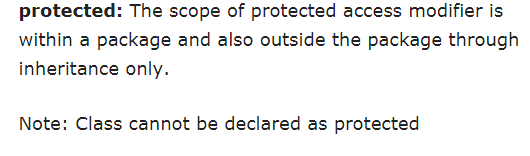 protected: The scope of protected access modifier is
within a package and also outside the package through
inheritance only.
Note: Class cannot be declared as protected